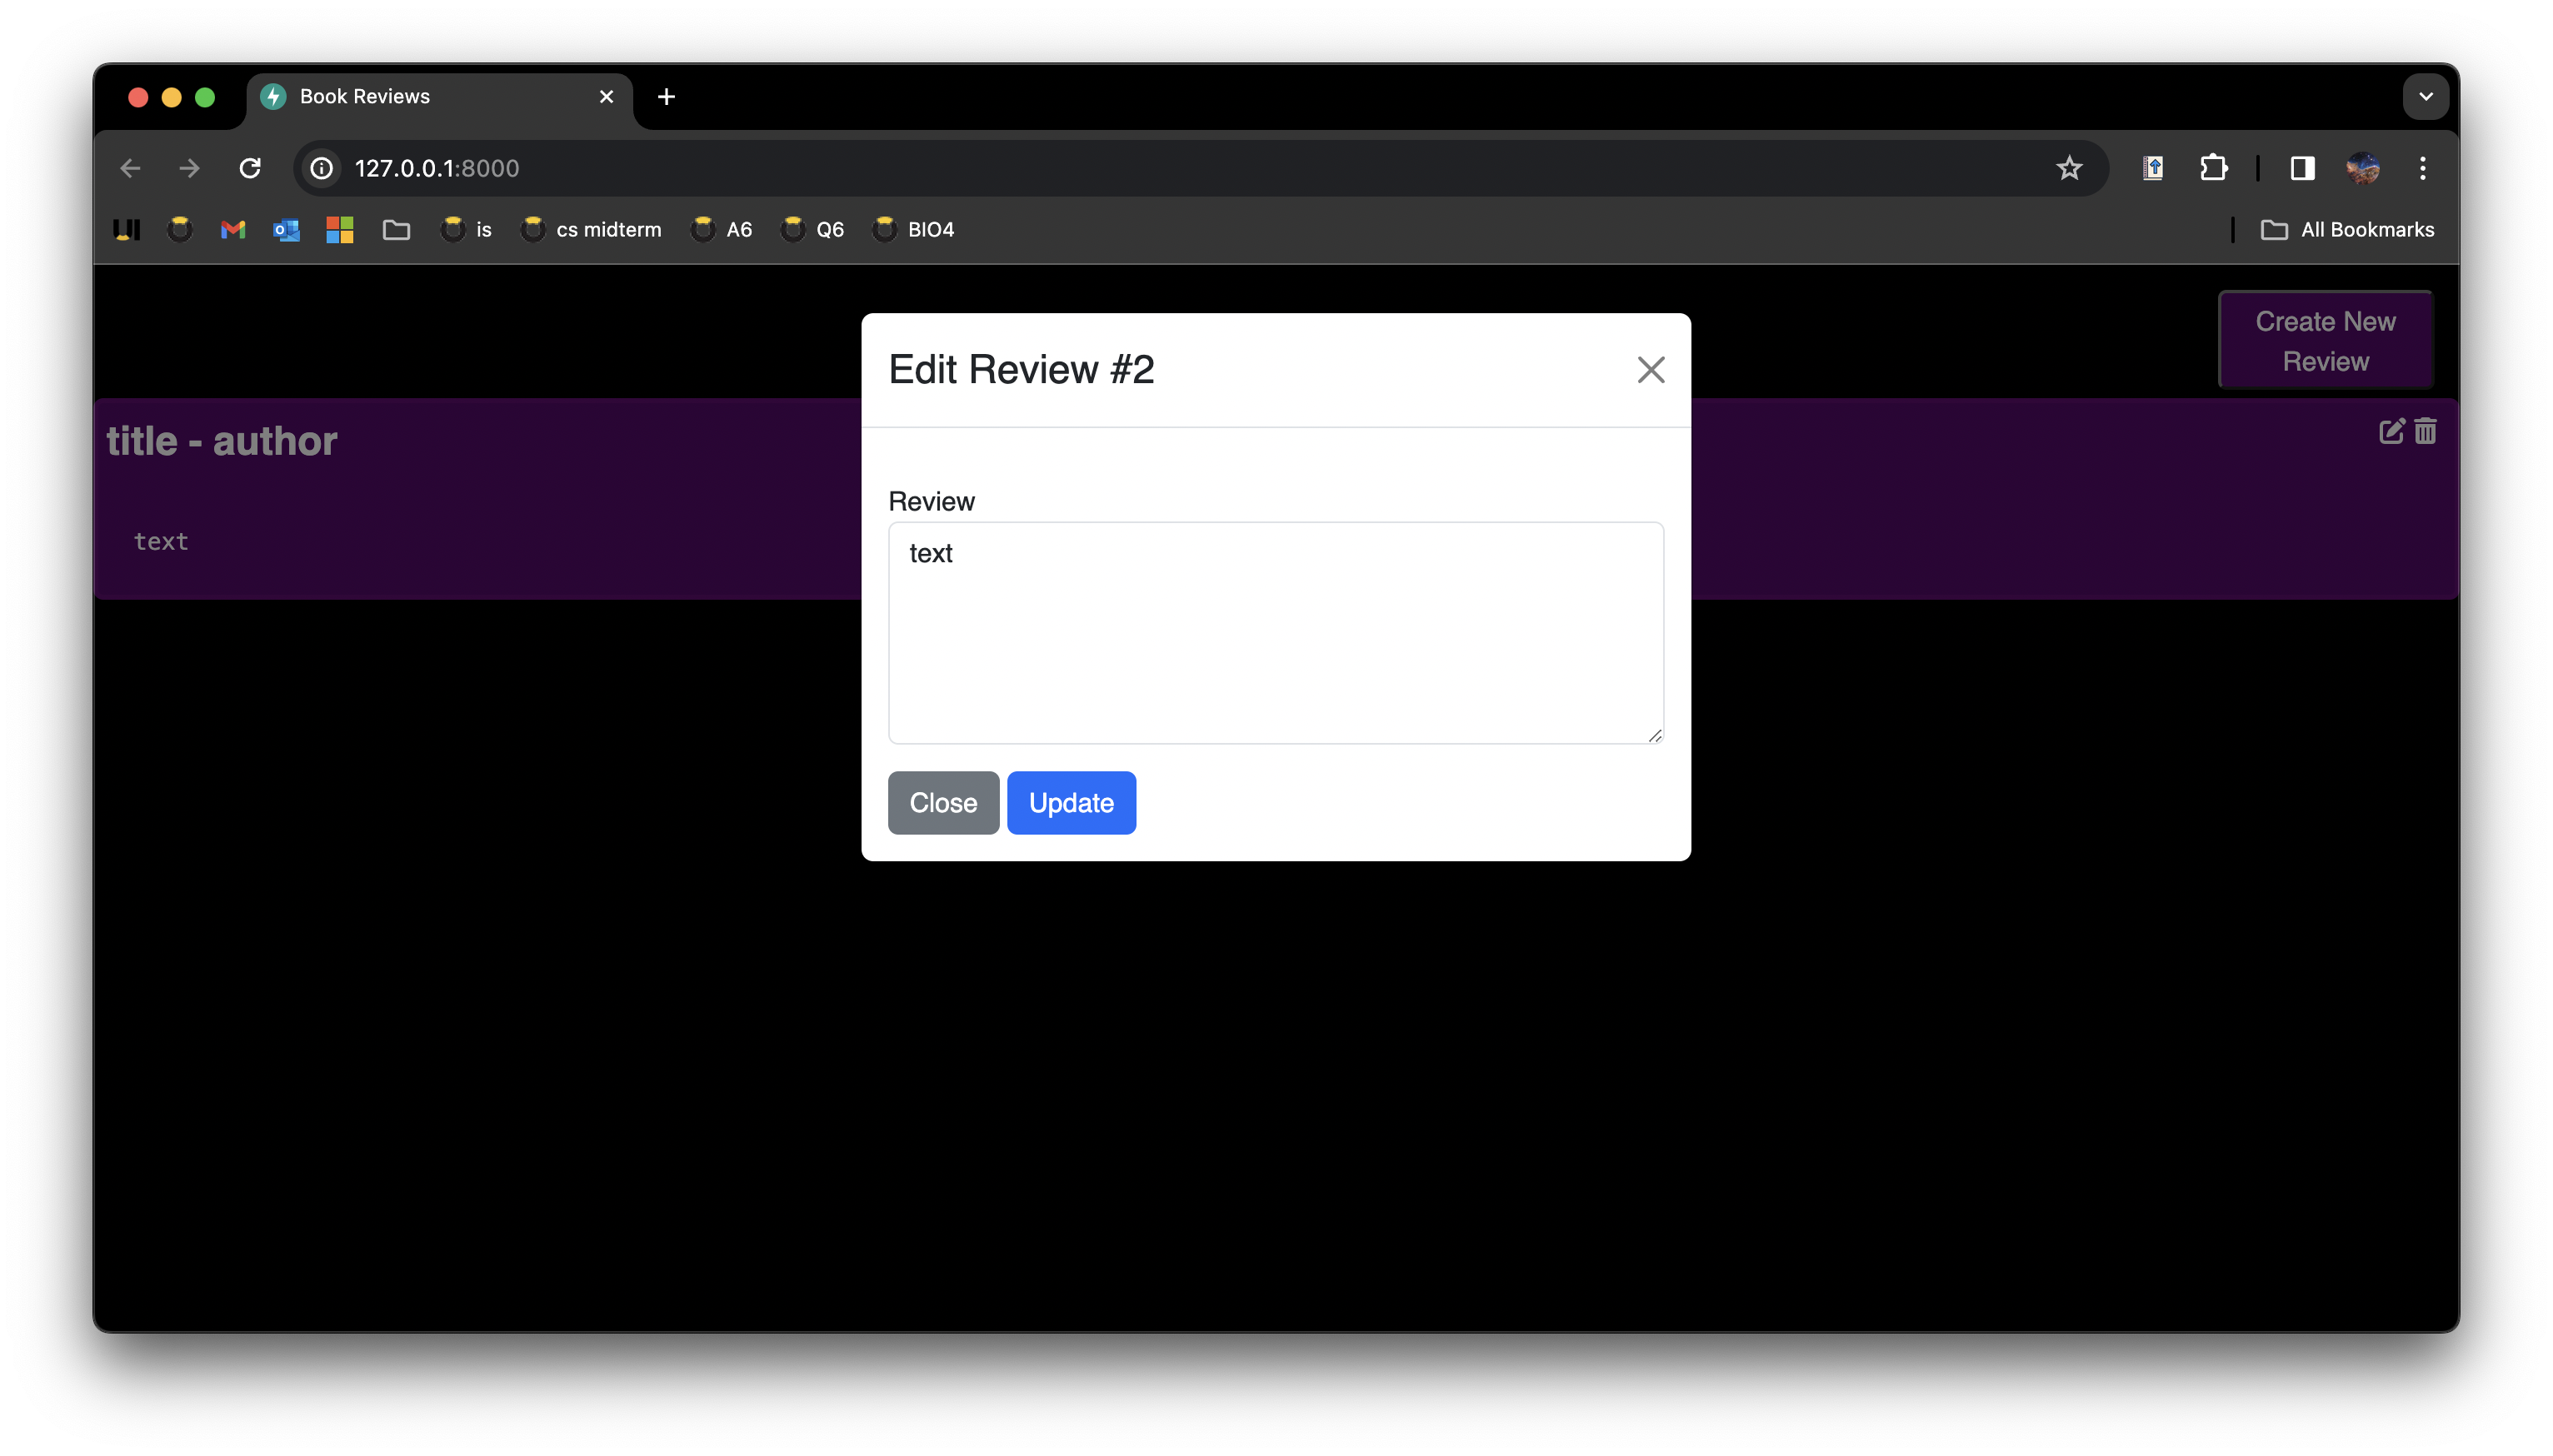 Book Reviews
127.0.0.1:8000
is cs midterm A6 Q6 BIO4 All Bookmarks
Create New
Review
title - author
text
Edit Review #2
Review
text
Close Update